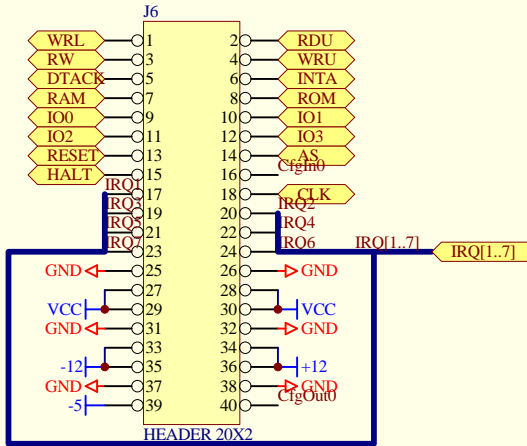 J6
WRL 1 2 RDU
RW 3 4 WRU
DTACK 5 6 INTA
RAM 7 8 ROM
IO0 9 10 IO1
IO2 11 12 IO3
RESET 13 14 AS
HALT 15 16 CfgIn0
IRQ1 17 18 CLK
IRQ3 19 20 IRQ2
IRQ5 21 22 IRQ4
IRQ7 23 24 IRQ6 IRQ[1..7] IRQ[1..7]
GND 25 26 GND
27 28
VCC 29 30 VCC
GND 31 32 GND
33 34
-12 35 36 +12
GND 37 38 GND
-5 39 40 CfgOut0
HEADER 20X2